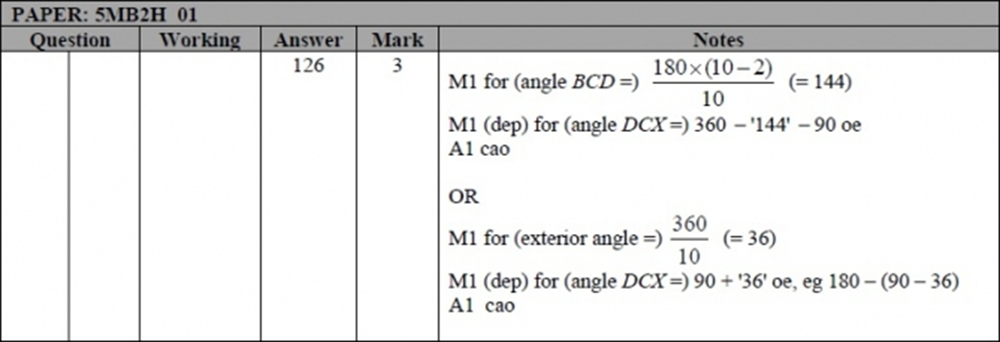 PAPER: 5MB2H 01
Question Working Answer Mark Notes
126 3 M1 for (angle BCD =) 180×(10−2)/10 (= 144)
M1 (dep) for (angle DCX =) 360 – '144' – 90 oe
A1 cao
OR
M1 for (exterior angle =) 360/10 (= 36)
M1 (dep) for (angle DCX =) 90 + '36' oe, eg 180 – (90 – 36)
A1 cao